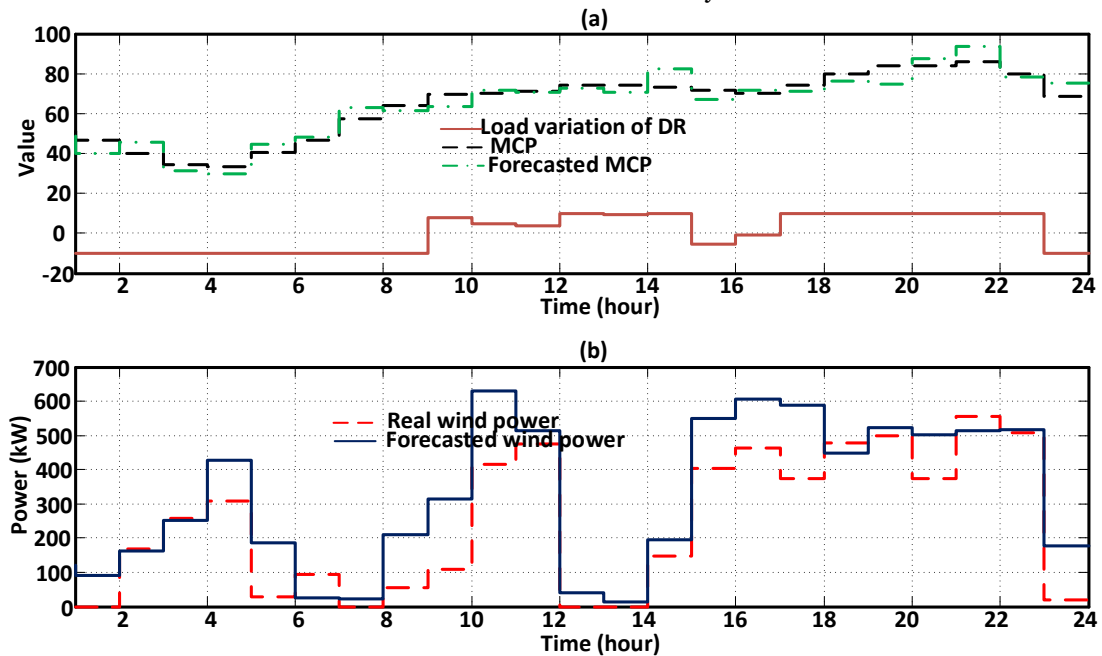 (a)
100
80
60
40
20
0
-20
Value
Load variation of DR
MCP
Forecasted MCP
2 4 6 8 10 12 14 16 18 20 22 24
Time (hour)
(b)
700
600
500
400
300
200
100
0
Power (kW)
Real wind power
Forecasted wind power
2 4 6 8 10 12 14 16 18 20 22 24
Time (hour)